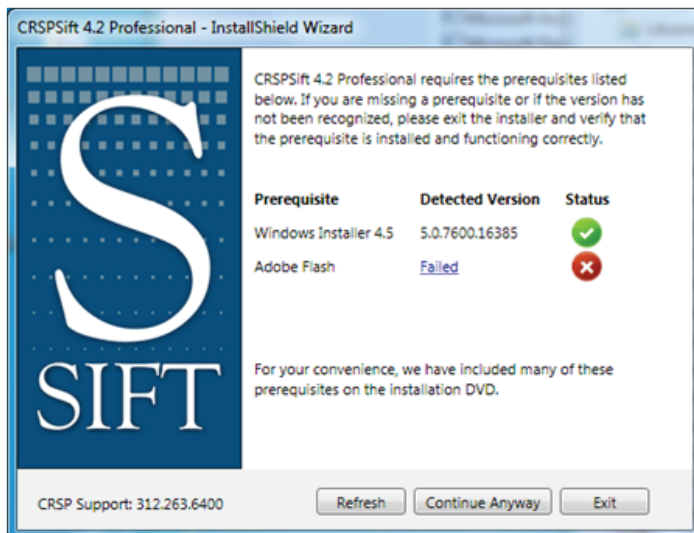 CRSPSift 4.2 Professional - InstallShield Wizard
CRSPSift 4.2 Professional requires the prerequisites listed
below. If you are missing a prerequisite or if the version has
not been recognized, please exit the installer and verify that
the prerequisite is installed and functioning correctly.
Prerequisite Detected Version Status
Windows Installer 4.5 5.0.7600.16385
Adobe Flash Failed
For your convenience, we have included many of these
prerequisites on the installation DVD.
S
SIFT
CRSP Support: 312.263.6400 Refresh Continue Anyway Exit